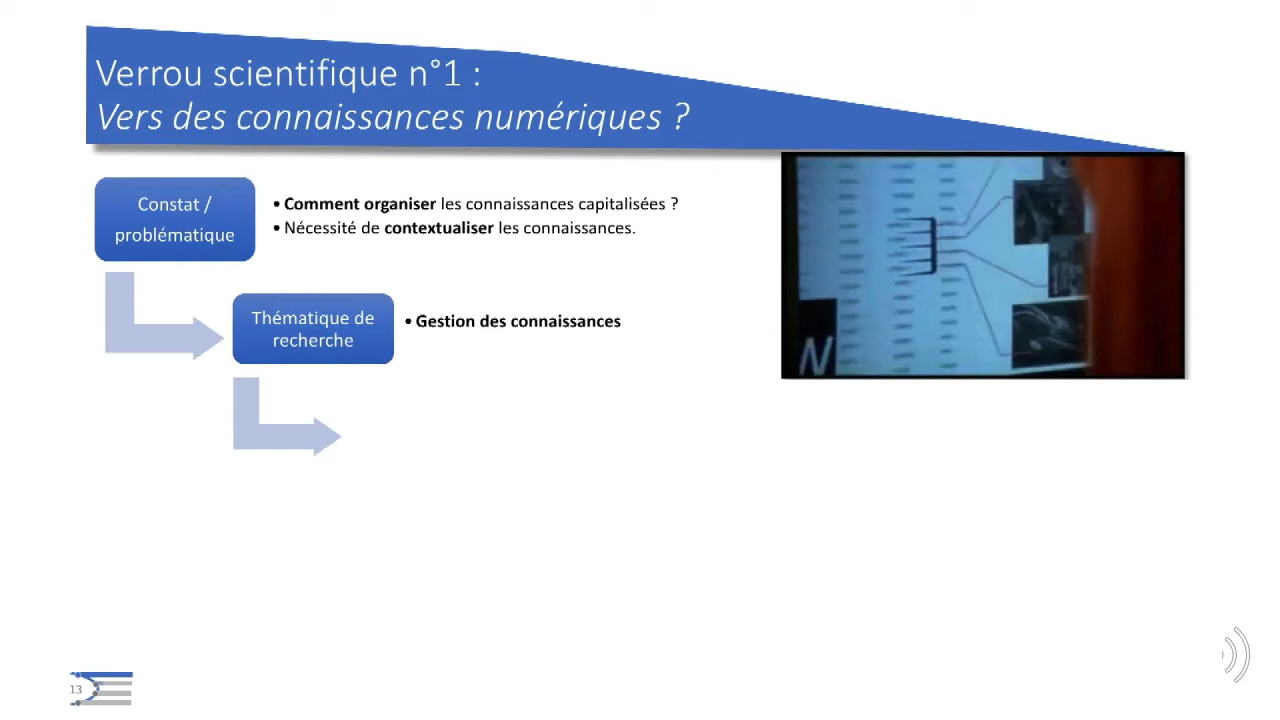 Verrou scientifique n°1 :
Vers des connaissances numériques ?
Constat /
problématique
• Comment organiser les connaissances capitalisées ?
• Nécessité de contextualiser les connaissances.
Thématique de
recherche
• Gestion des connaissances
N
13